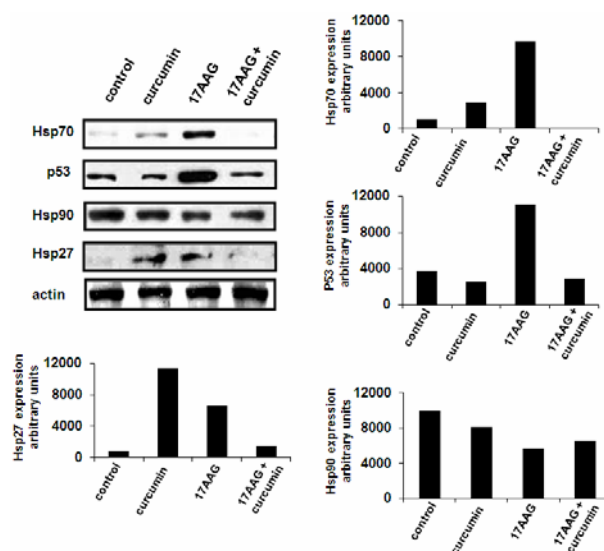 control
curcumin
17AAG
17AAG +
curcumin
Hsp70
p53
Hsp90
Hsp27
actin
Hsp70 expression
arbitrary units
12000
8000
4000
0
control
curcumin
17AAG
17AAG +
curcumin
P53 expression
arbitrary units
12000
8000
4000
0
control
curcumin
17AAG
17AAG +
curcumin
Hsp27 expression
arbitrary units
12000
8000
4000
0
control
curcumin
17AAG
17AAG +
curcumin
Hsp90 expression
arbitrary units
12000
8000
4000
0
control
curcumin
17AAG
17AAG +
curcumin